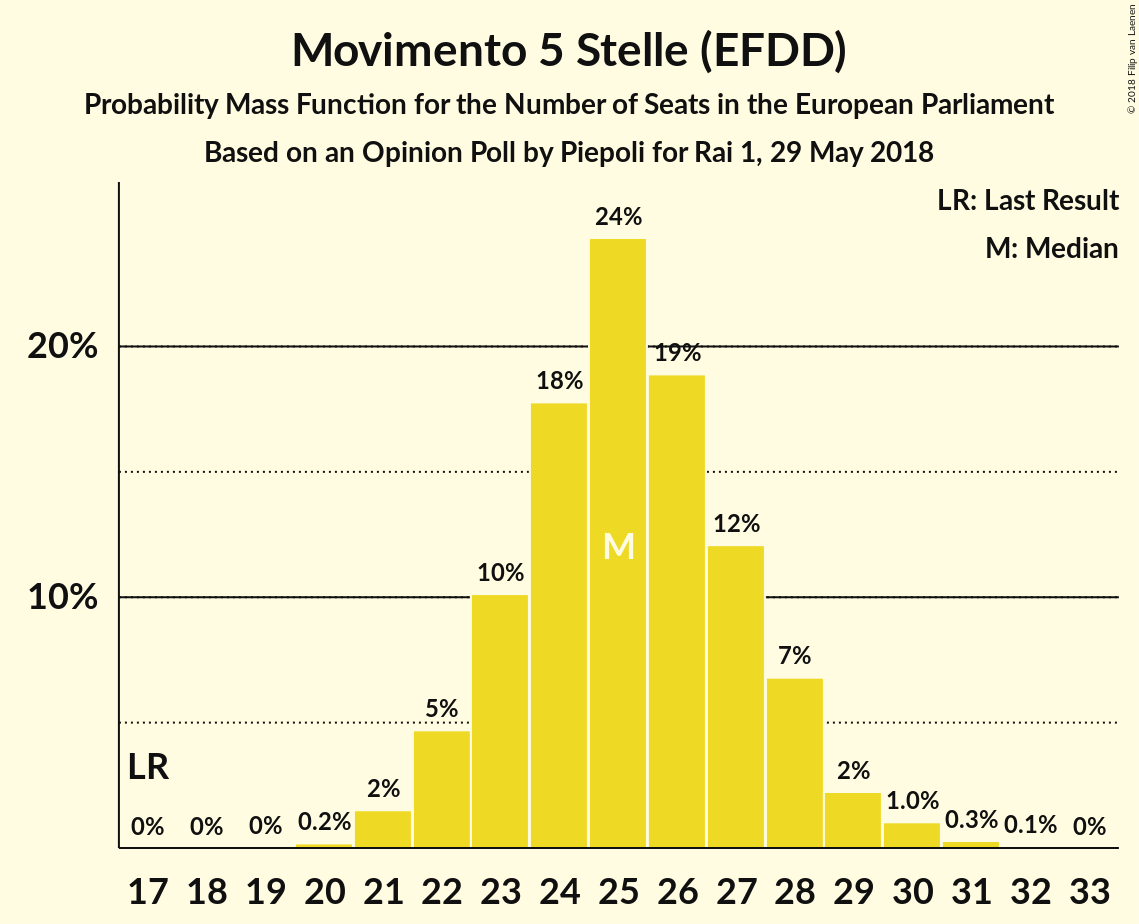 Movimento 5 Stelle (EFDD)
Probability Mass Function for the Number of Seats in the European Parliament
Based on an Opinion Poll by Piepoli for Rai 1, 29 May 2018
© 2018 Filip van Laenen
LR: Last Result
M: Median
20%
10%
LR
M
0%
0%
0%
0.2%
2%
5%
10%
18%
24%
19%
12%
7%
2%
1.0%
0.3%
0.1%
0%
17 18 19 20 21 22 23 24 25 26 27 28 29 30 31 32 33